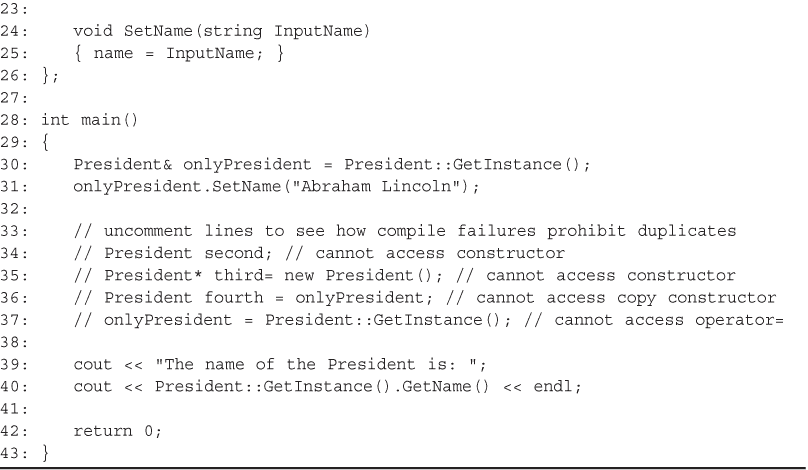 23:
24:    void SetName(string InputName)
25:    { name = InputName; }
26: };
27:
28: int main()
29: {
30:    President& onlyPresident = President::GetInstance();
31:    onlyPresident.SetName("Abraham Lincoln");
32:
33:    // uncomment lines to see how compile failures prohibit duplicates
34:    // President second; // cannot access constructor
35:    // President* third= new President(); // cannot access constructor
36:    // President fourth = onlyPresident; // cannot access copy constructor
37:    // onlyPresident = President::GetInstance(); // cannot access operator=
38:
39:    cout << "The name of the President is: ";
40:    cout << President::GetInstance().GetName() << endl;
41:
42:    return 0;
43: }